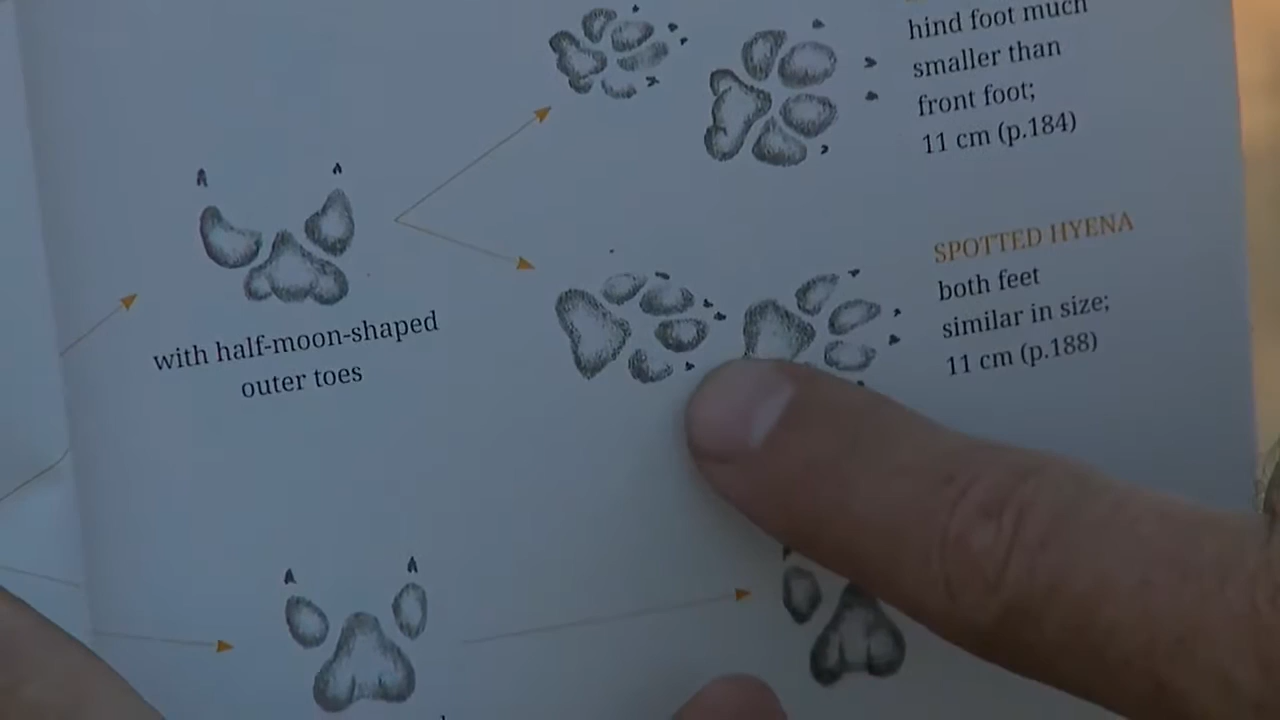 hind foot much
smaller than
front foot;
11 cm (p.184)
with half-moon-shaped
outer toes
SPOTTED HYENA
both feet
similar in size;
11 cm (p.188)